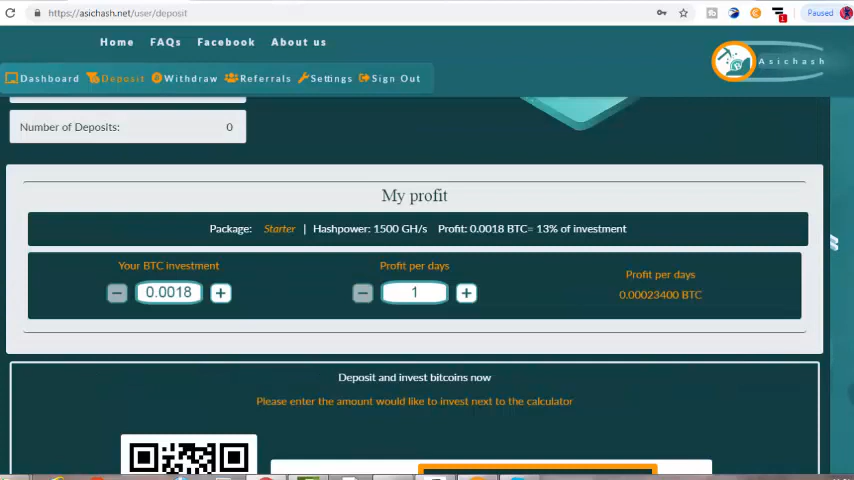 https://asichash.net/user/deposit
Paused
1
Home FAQs Facebook About us
Asichash
Dashboard Deposit Withdraw Referrals Settings Sign Out
Number of Deposits: 0
My profit
Package: Starter | Hashpower: 1500 GH/s Profit: 0.0018 BTC= 13% of investment
Your BTC investment
Profit per days
Profit per days
− 0.0018 +
− 1 +
0.00023400 BTC
Deposit and invest bitcoins now
Please enter the amount would like to invest next to the calculator